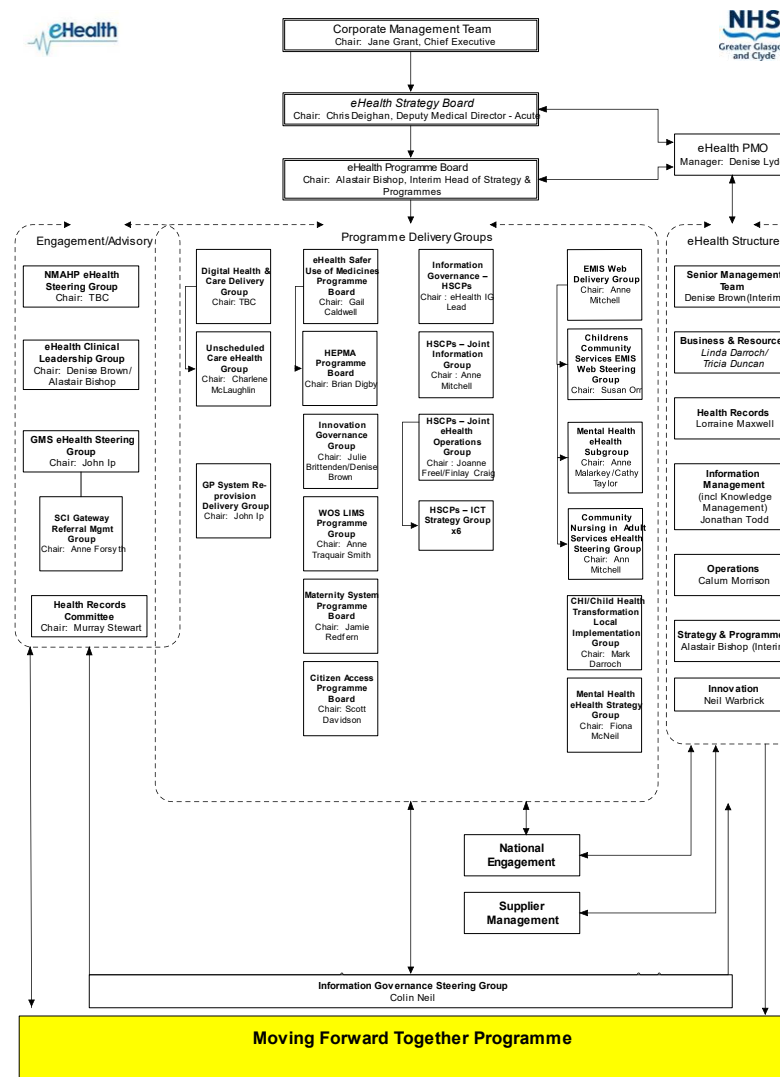 eHealth
NHS
Greater Glasgo
and Clyde
Corporate Management Team
Chair: Jane Grant, Chief Executive
eHealth Strategy Board
Chair: Chris Deighan, Deputy Medical Director - Acute
eHealth Programme Board
Chair: Alastair Bishop, Interim Head of Strategy &
Programmes
eHealth PMO
Manager: Denise Lyd
Engagement/Advisory
NMAHP eHealth
Steering Group
Chair: TBC
eHealth Clinical
Leadership Group
Chair: Denise Brown/
Alastair Bishop
GMS eHealth Steering
Group
Chair: John Ip
SCI Gateway
Referral Mgmt
Group
Chair: Anne Forsyth
Health Records
Committee
Chair: Murray Stewart
Programme Delivery Groups
Digital Health &
Care Delivery
Group
Chair: TBC
Unscheduled
Care eHealth
Group
Chair: Charlene
McLaughlin
GP System Re-
provision
Delivery Group
Chair: John Ip
eHealth Safer
Use of Medicines
Programme
Board
Chair: Gail
Caldwell
HEPMA
Programme
Board
Chair: Brian Digby
Innovation
Governance
Group
Chair: Julie
Brittenden/Denise
Brown
WOS LIMS
Programme
Group
Chair: Anne
Traquair Smith
Maternity System
Programme
Board
Chair: Jamie
Redfern
Citizen Access
Programme
Board
Chair: Scott
Davidson
Information
Governance –
HSCPs
Chair : eHealth IG
Lead
HSCPs – Joint
Information
Group
Chair : Anne
Mitchell
HSCPs – Joint
eHealth
Operations
Group
Chair : Joanne
Freel/Finlay Craig
HSCPs – ICT
Strategy Group
x6
EMIS Web
Delivery Group
Chair: Anne
Mitchell
Childrens
Community
Services EMIS
Web Steering
Group
Chair: Susan Orr
Mental Health
eHealth
Subgroup
Chair: Anne
Malarkey/Cathy
Taylor
Community
Nursing in Adult
Services eHealth
Steering Group
Chair: Ann
Mitchell
CHI/Child Health
Transformation
Local
Implementation
Group
Chair: Mark
Darroch
Mental Health
eHealth Strategy
Group
Chair: Fiona
McNeil
eHealth Structure
Senior Management
Team
Denise Brown(Interim
Business & Resource
Linda Darroch/
Tricia Duncan
Health Records
Lorraine Maxwell
Information
Management
(incl Knowledge
Management)
Jonathan Todd
Operations
Calum Morrison
Strategy & Programme
Alastair Bishop (Interim
Innovation
Neil Warbrick
National
Engagement
Supplier
Management
Information Governance Steering Group
Colin Neil
Moving Forward Together Programme